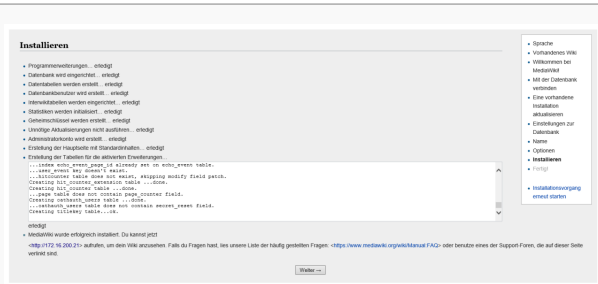 Installieren
Programmerweiterungen… erledigt
Datenbank wird eingerichtet… erledigt
Datentabellen werden erstellt… erledigt
Datenbankbenutzer wird erstellt… erledigt
Interwikitabellen werden eingerichtet… erledigt
Statistiken werden initialisiert… erledigt
Geheimschlüssel werden erstellt… erledigt
Unnötige Aktualisierungen nicht ausführen… erledigt
Administratorkonto wird erstellt… erledigt
Erstellung der Hauptseite mit Standardinhalten… erledigt
Erstellung der Tabellen für die aktivierten Erweiterungen…
...index echo_event_page_id already set on echo_event table.
...user_event key doesn't exist.
...hitcounter table does not exist, skipping modify field patch.
Creating hit_counter_extension table ...done.
Creating hit_counter table ...done.
...page table does not contain page_counter field.
Creating oathauth_users table ...done.
...oathauth_users table does not contain secret_reset field.
Creating titlekey table...ok.
erledigt
MediaWiki wurde erfolgreich installiert. Du kannst jetzt
<http://172.16.200.21> aufrufen, um dein Wiki anzusehen. Falls du Fragen hast, lies unsere Liste der häufig gestellten Fragen: <https://www.mediawiki.org/wiki/Manual:FAQ> oder benutze eines der Support-Foren, die auf dieser Seite
verlinkt sind.
Weiter →
Sprache
Vorhandenes Wiki
Willkommen bei
MediaWiki!
Mit der Datenbank
verbinden
Eine vorhandene
Installation
aktualisieren
Einstellungen zur
Datenbank
Name
Optionen
Installieren
Fertig!
Installationsvorgang
erneut starten